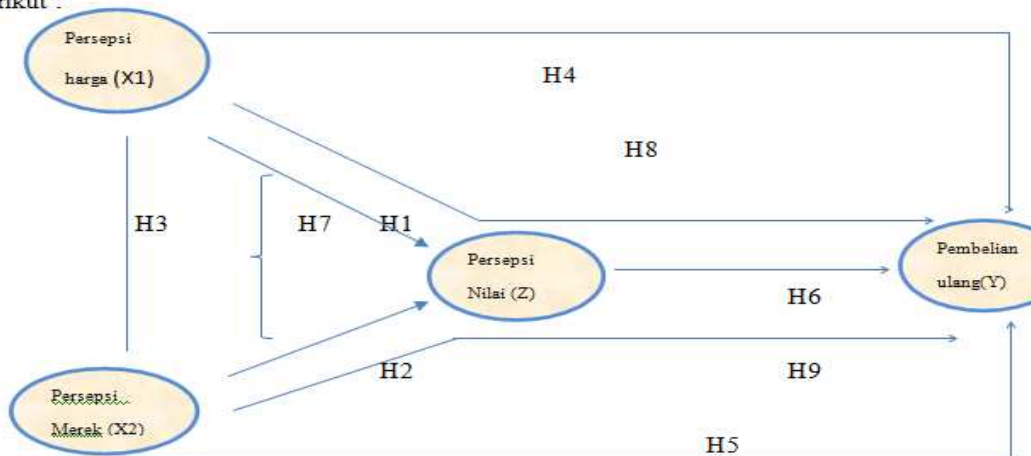 rikut :
Persepsi
harga (X1)
H4
H8
H3
H7
H1
Persepsi
Nilai (Z)
Pembelian
ulang(Y)
H6
H2
H9
Persepsi
Merek (X2)
H5